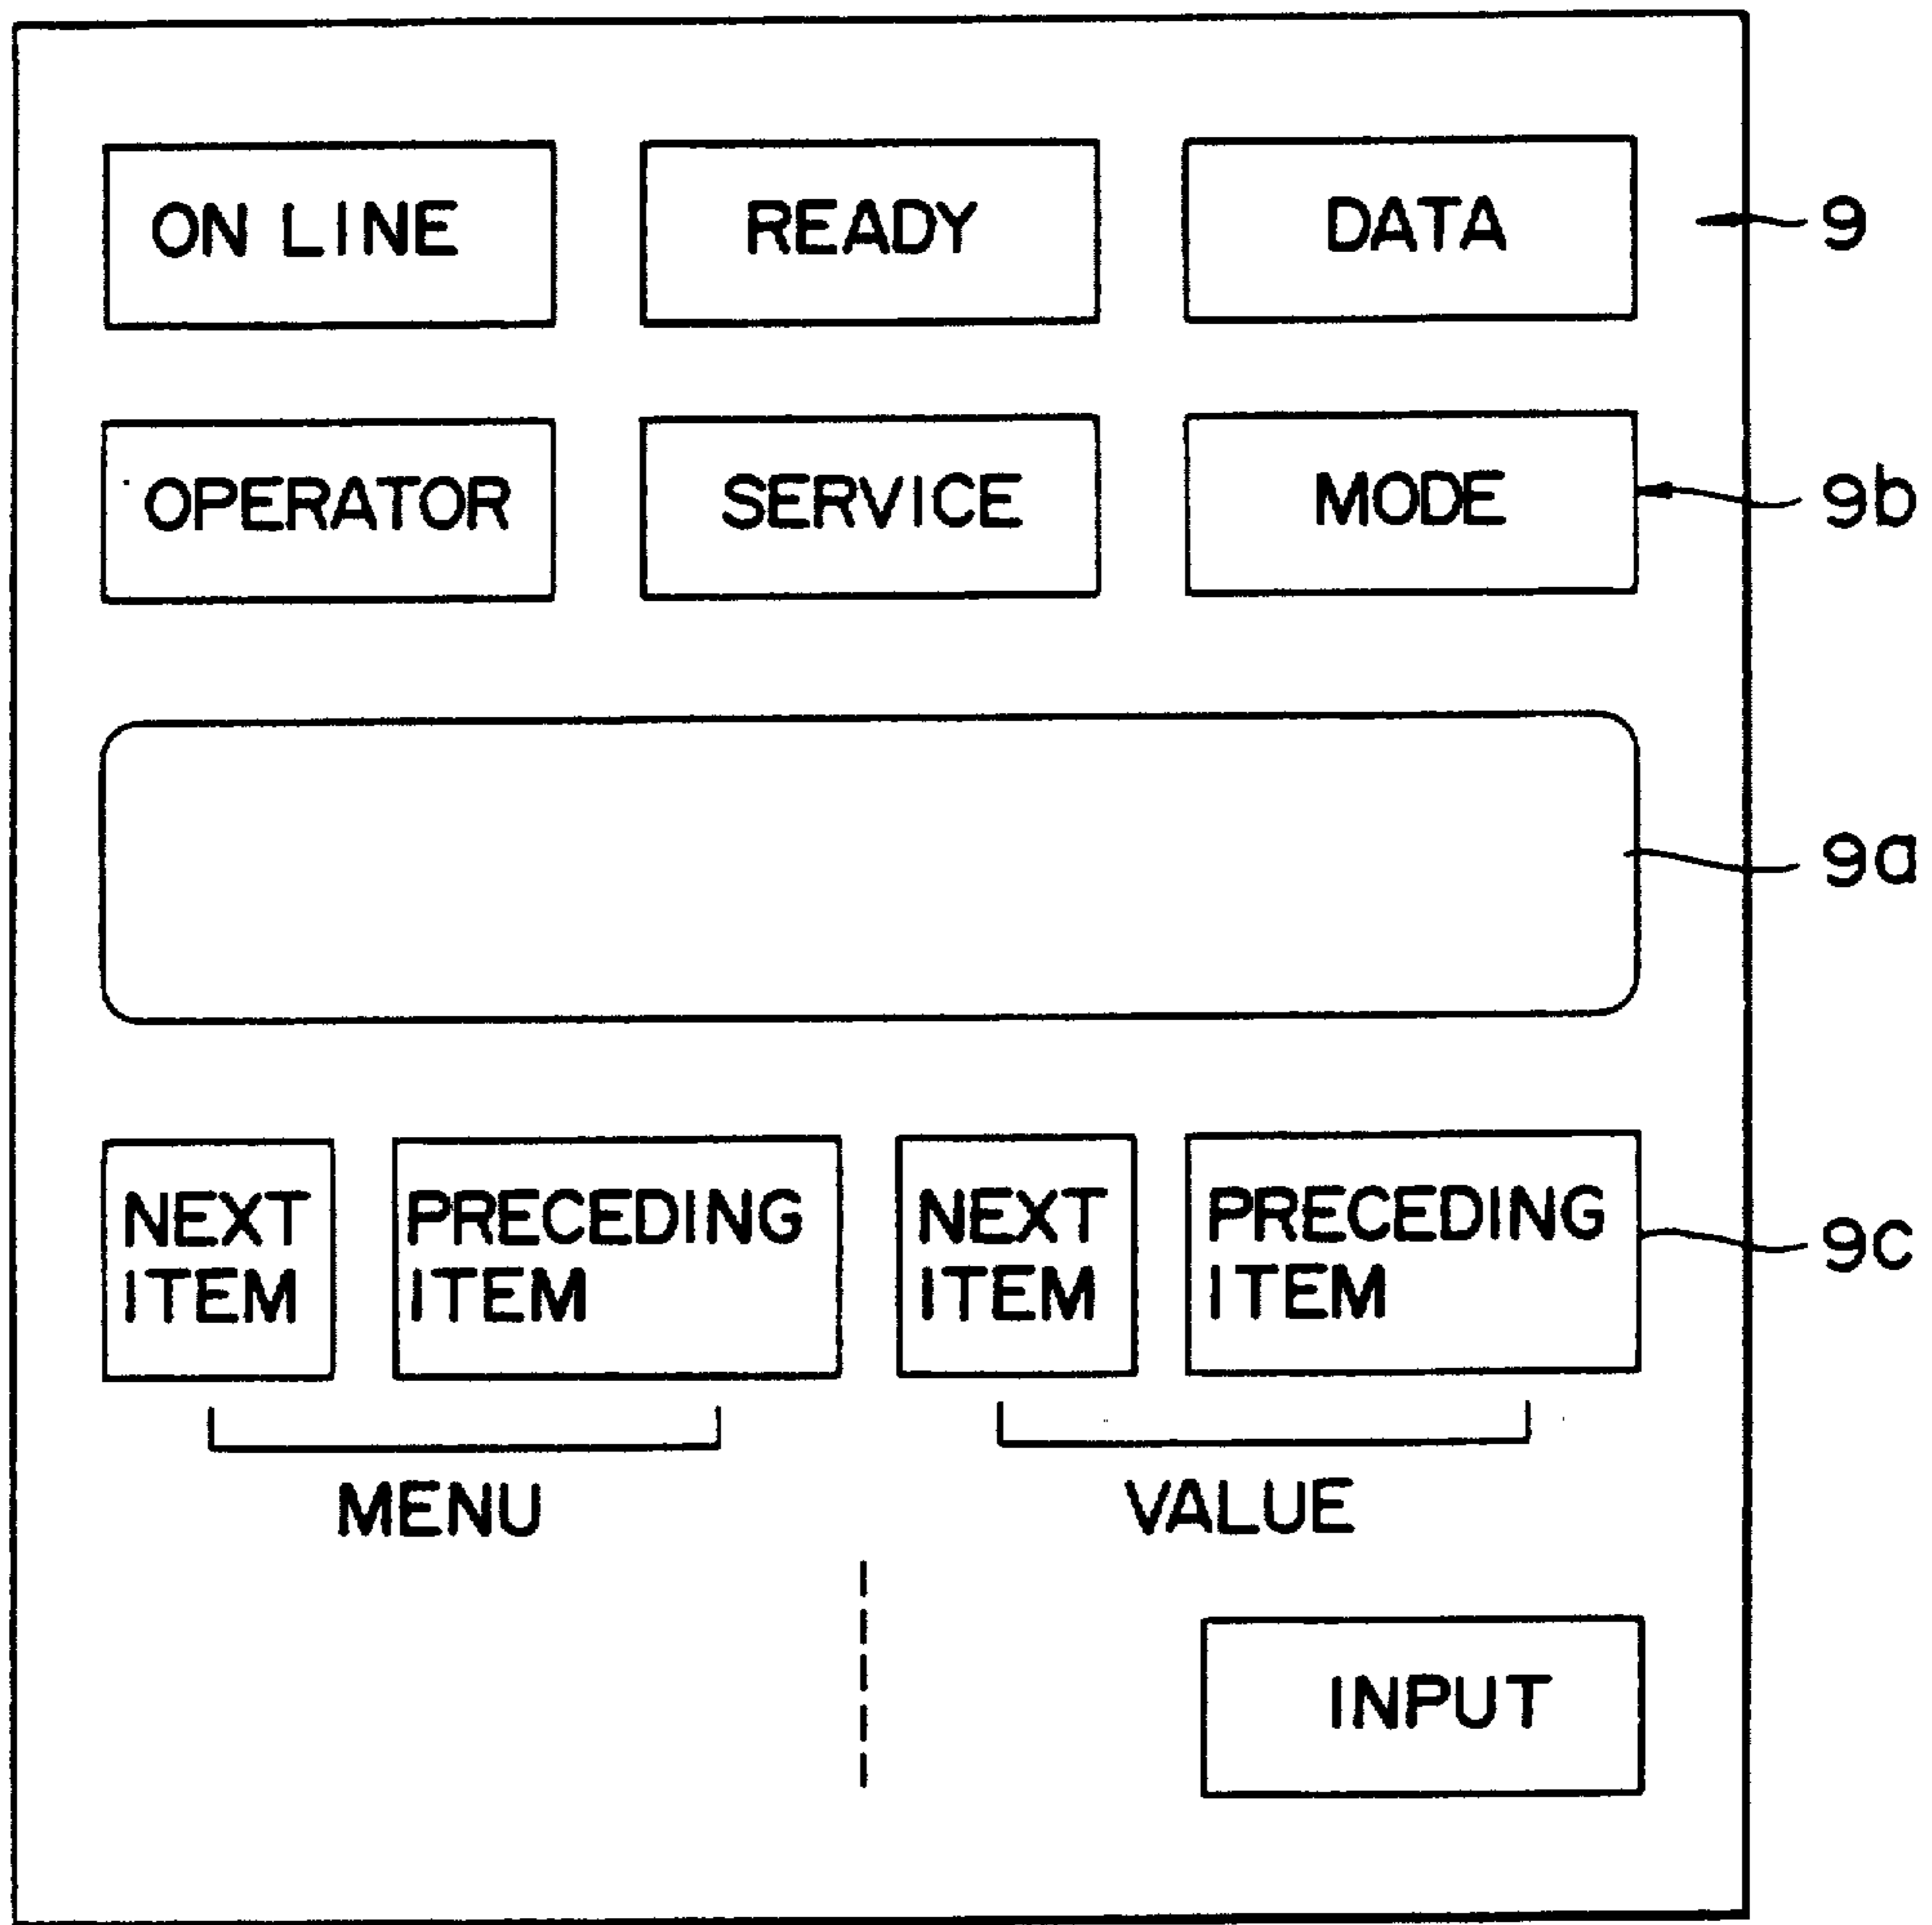 ON LINE READY DATA 9
OPERATOR SERVICE MODE 9b
9a
NEXT PRECEDING NEXT PRECEDING
ITEM ITEM ITEM ITEM 9c
MENU VALUE
INPUT